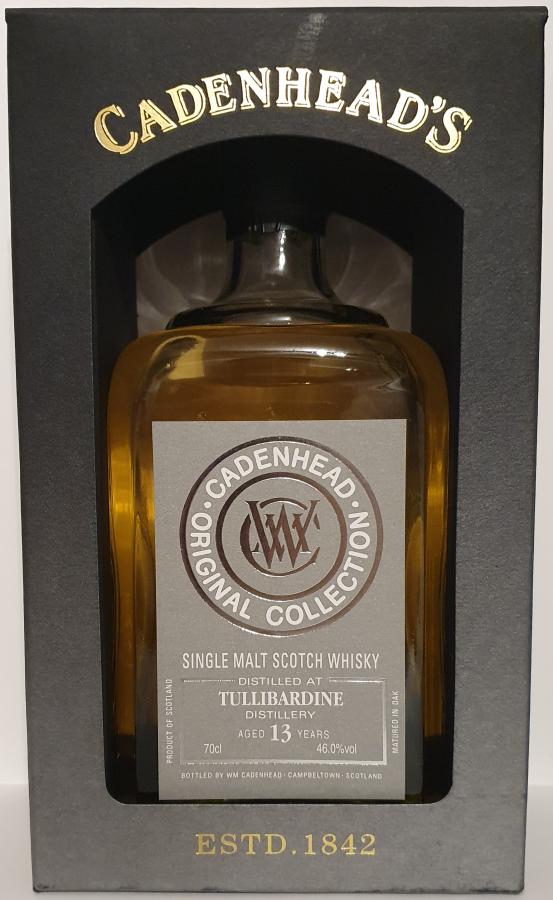 CADENHEAD'S
·CADENHEAD·
ORIGINAL COLLECTION
WC
SINGLE MALT SCOTCH WHISKY
DISTILLED AT
TULLIBARDINE
DISTILLERY
AGED 13 YEARS
70cl 46.0%vol
PRODUCT OF SCOTLAND
MATURED IN OAK
BOTTLED BY WM CADENHEAD · CAMPBELTOWN · SCOTLAND
ESTD.1842